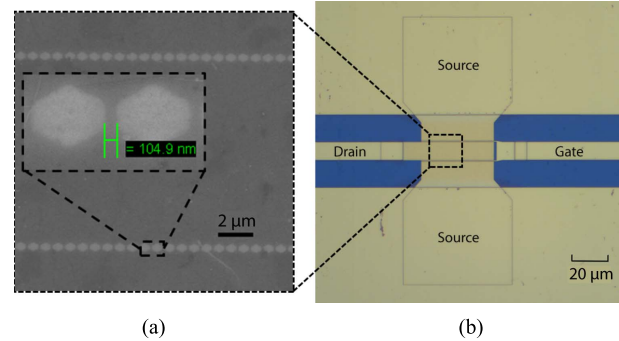 = 104.9 nm
2 μm
Source
Drain
Gate
Source
20 μm
(a)
(b)